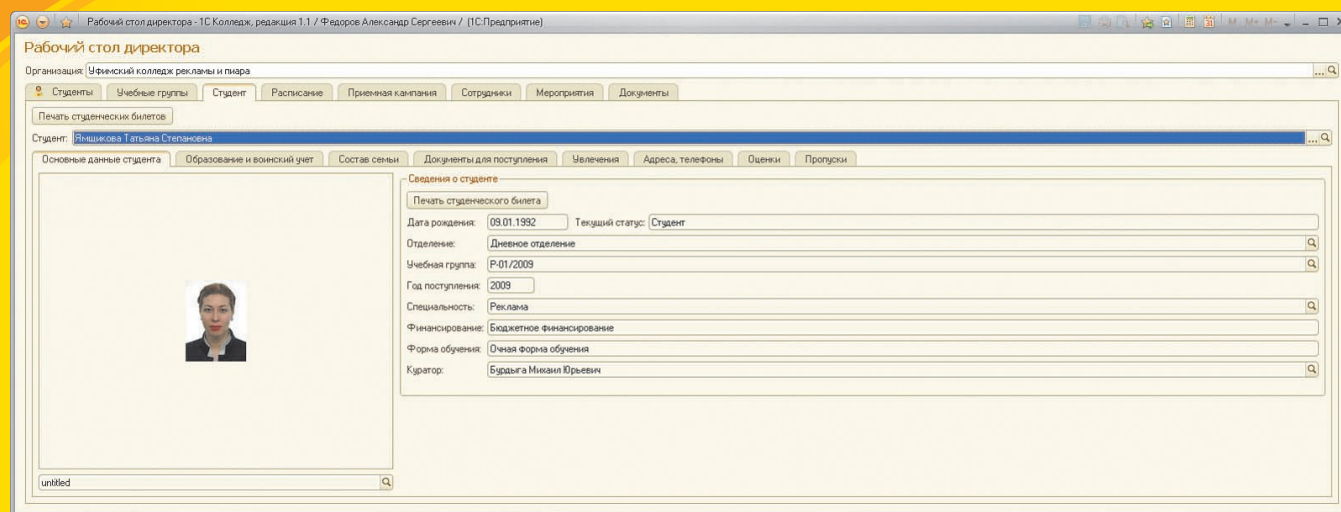 Рабочий стол директора - 1С Колледж, редакция 1.1 / Федоров Александр Сергеевич / (1С:Предприятие)
M M+ M-
Рабочий стол директора
Организация: Уфимский колледж рекламы и пиара ...
Студенты Учебные группы Студент Расписание Приемная кампания Сотрудники Мероприятия Документы
Печать студенческих билетов
Студент: Ямщикова Татьяна Степановна ...
Основные данные студента Образование и воинский учет Состав семьи Документы для поступления Увлечения Адреса, телефоны Оценки Пропуски
Сведения о студенте
Печать студенческого билета
Дата рождения: 09.01.1992 Текущий статус: Студент
Отделение: Дневное отделение
Учебная группа: Р-01/2009
Год поступления: 2009
Специальность: Реклама
Финансирование: Бюджетное финансирование
Форма обучения: Очная форма обучения
Куратор: Бурдыга Михаил Юрьевич
untitled